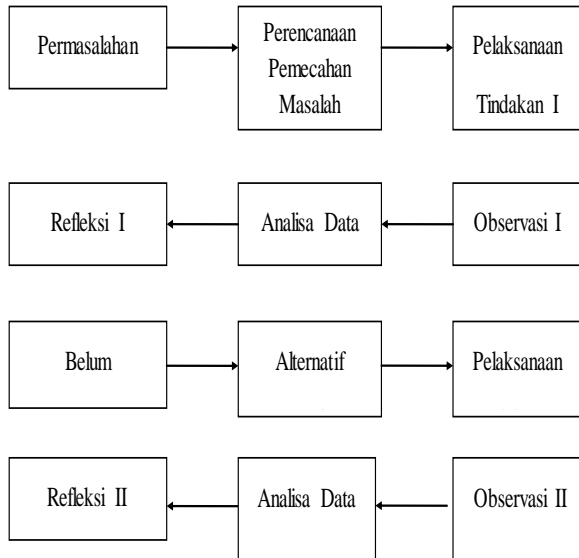 Permasalahan
Perencanaan
Pemecahan
Masalah
Pelaksanaan
Tindakan I
Refleksi I
Analisa Data
Observasi I
Belum
Alternatif
Pelaksanaan
Refleksi II
Analisa Data
Observasi II